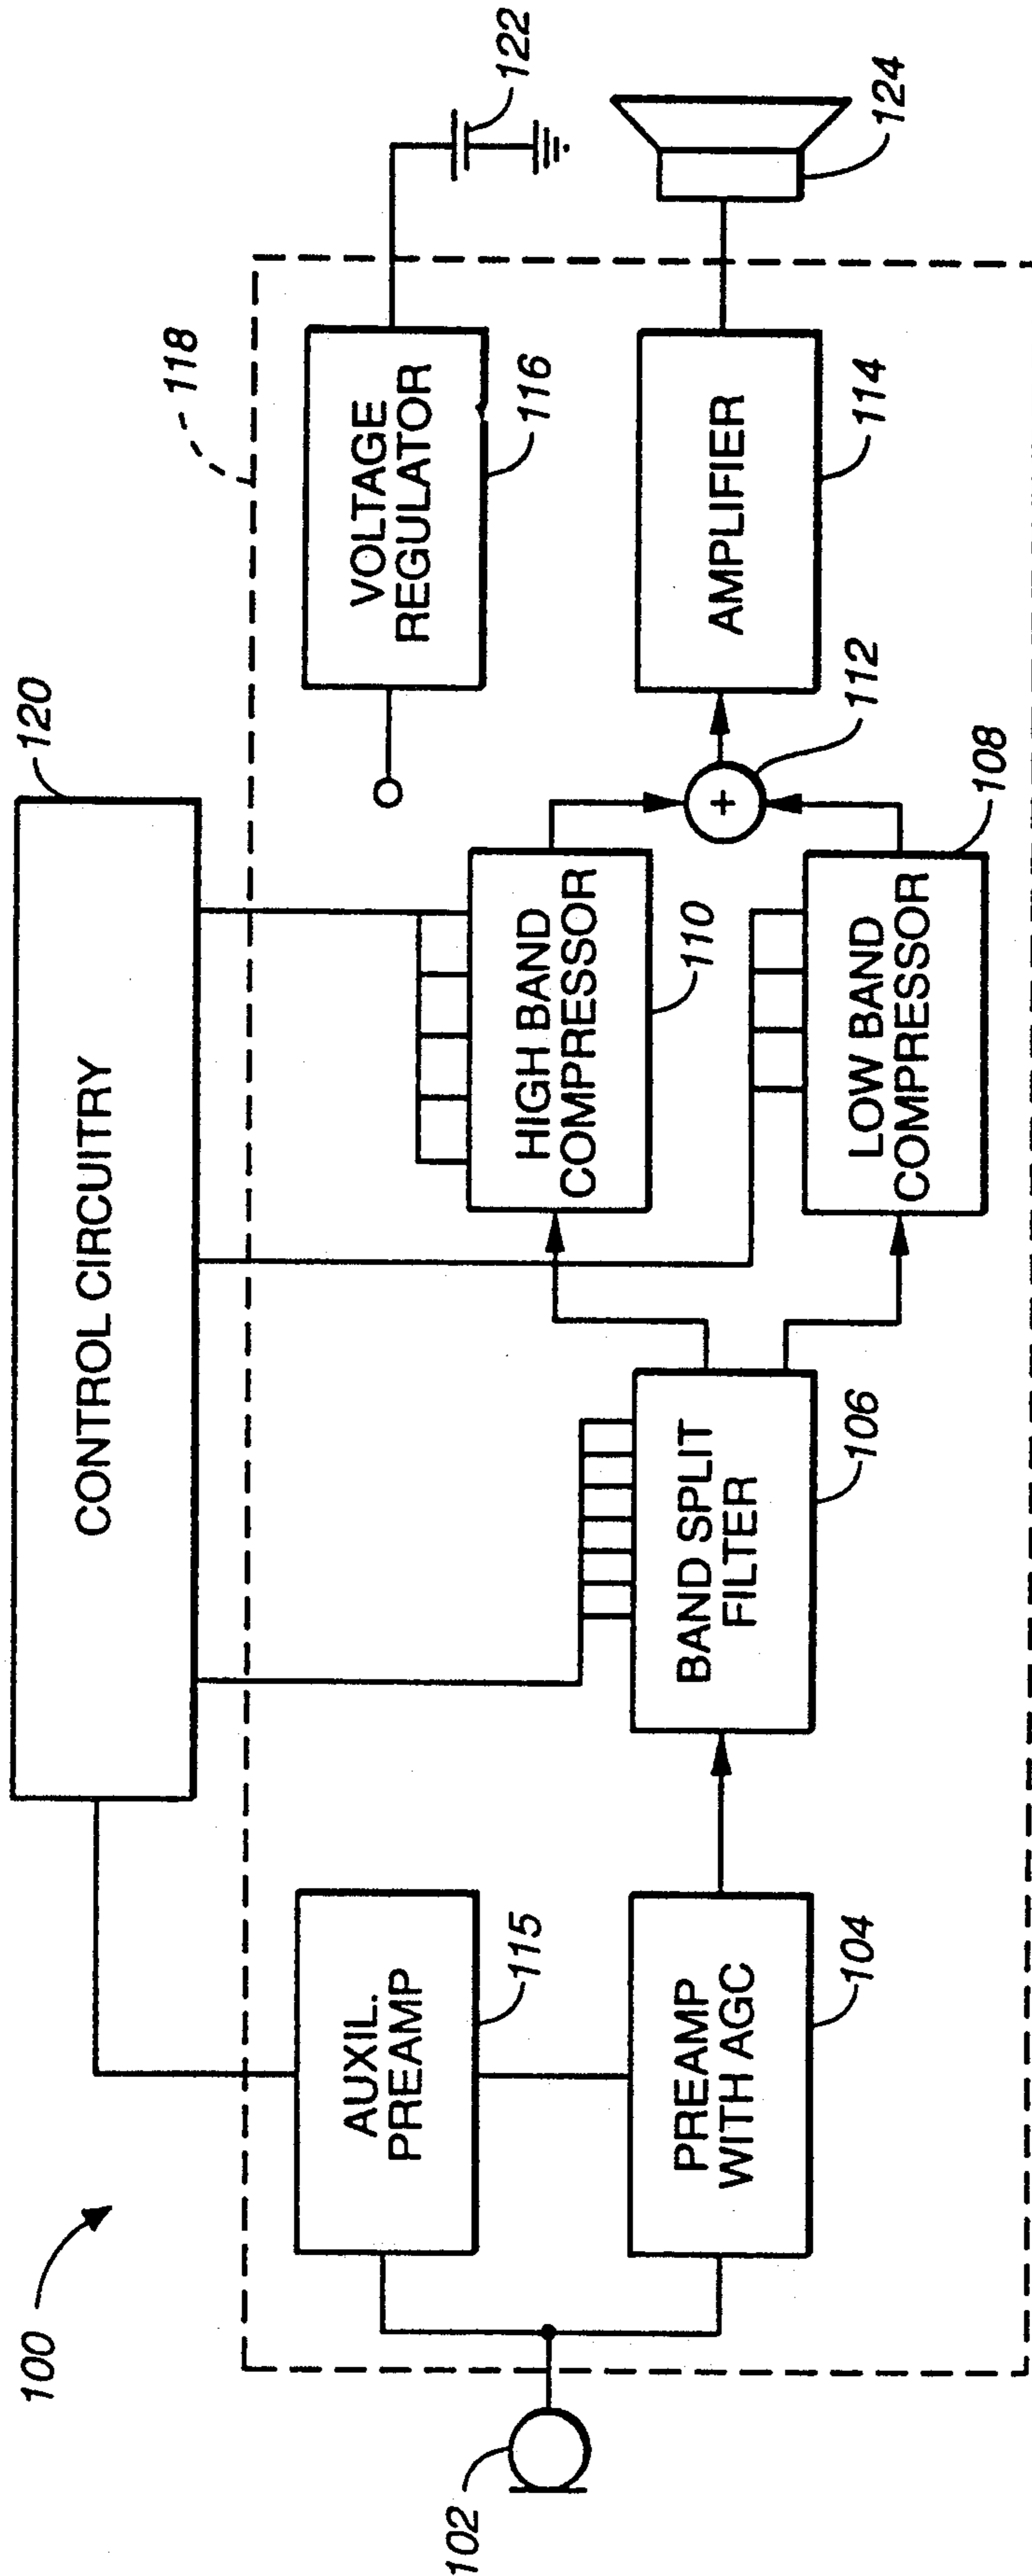 100
120
CONTROL CIRCUITRY
118
122
VOLTAGE
REGULATOR
116
AUXIL.
PREAMP
115
HIGH BAND
COMPRESSOR
110
102
PREAMP
WITH AGC
104
BAND SPLIT
FILTER
106
+
112
AMPLIFIER
114
124
LOW BAND
COMPRESSOR
108